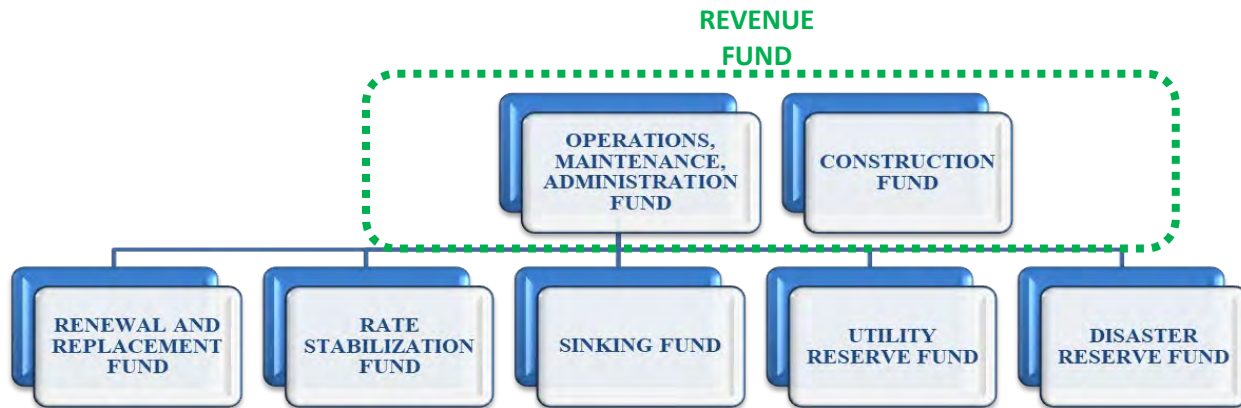 REVENUE
FUND
OPERATIONS,
MAINTENANCE,
ADMINISTRATION
FUND
CONSTRUCTION
FUND
RENEWAL AND
REPLACEMENT
FUND
RATE
STABILIZATION
FUND
SINKING FUND
UTILITY
RESERVE FUND
DISASTER
RESERVE FUND